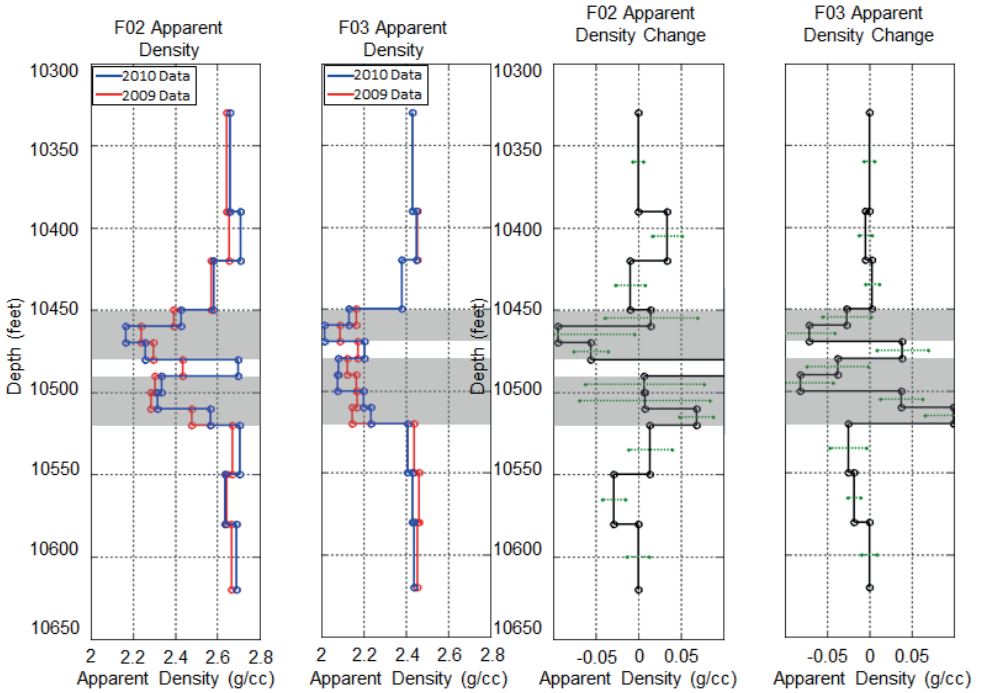 F02 Apparent
Density
F03 Apparent
Density
F02 Apparent
Density Change
F03 Apparent
Density Change
2010 Data
2009 Data
2010 Data
2009 Data
10300
10350
10400
10450
10500
10550
10600
10650
Depth (feet)
2 2.2 2.4 2.6 2.8
Apparent Density (g/cc)
Depth (feet)
2 2.2 2.4 2.6 2.8
Apparent Density (g/cc)
10300
10350
10400
10450
10500
10550
10600
10650
Depth (feet)
-0.05 0 0.05
Apparent Density (g/cc)
Depth (feet)
-0.05 0 0.05
Apparent Density (g/cc)